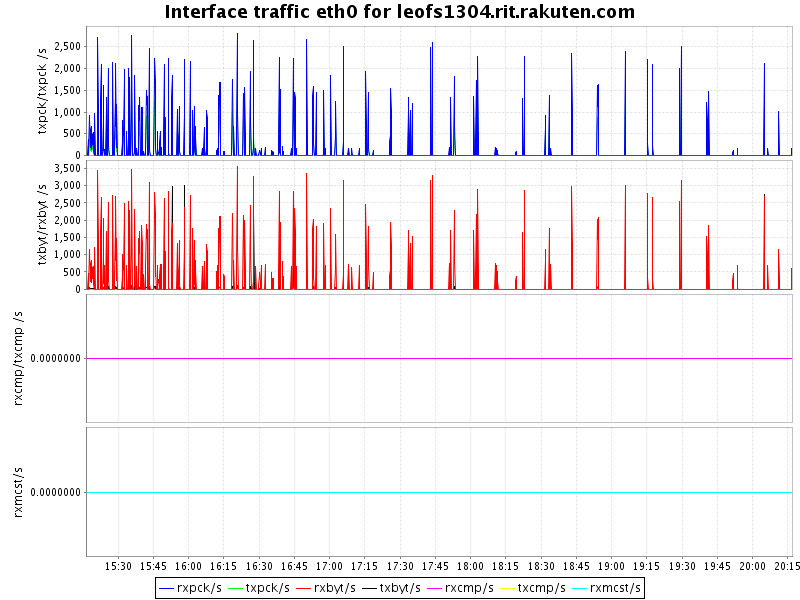 Interface traffic eth0 for leofs1304.rit.rakuten.com
txpck/txpck /s
2,500
2,000
1,500
1,000
500
0
txbyt/rxbyt /s
3,500
3,000
2,500
2,000
1,500
1,000
500
0
rxcmp/txcmp /s
0.0000000
rxmcst/s
0.0000000
15:30 15:45 16:00 16:15 16:30 16:45 17:00 17:15 17:30 17:45 18:00 18:15 18:30 18:45 19:00 19:15 19:30 19:45 20:00 20:15
rxpck/s txpck/s rxbyt/s txbyt/s rxcmp/s txcmp/s rxmcst/s